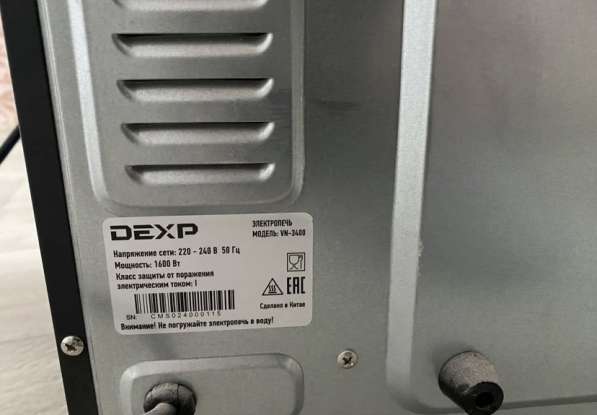 DEXP
ЭЛЕКТРОПЕЧЬ
МОДЕЛЬ: VN-3400
Напряжение сети: 220 - 240 В 50 Гц
Мощность: 1600 Вт
Класс защиты от поражения
электрическим током: I
EAC
SN: CMS024000115
Сделано в Китае
Внимание! Не погружайте электропечь в воду!